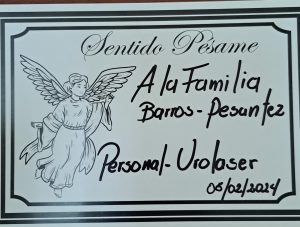 Sentido Pésame
A la Familia
Barros - Pesantez
Personal - Urolaser
05/02/2024